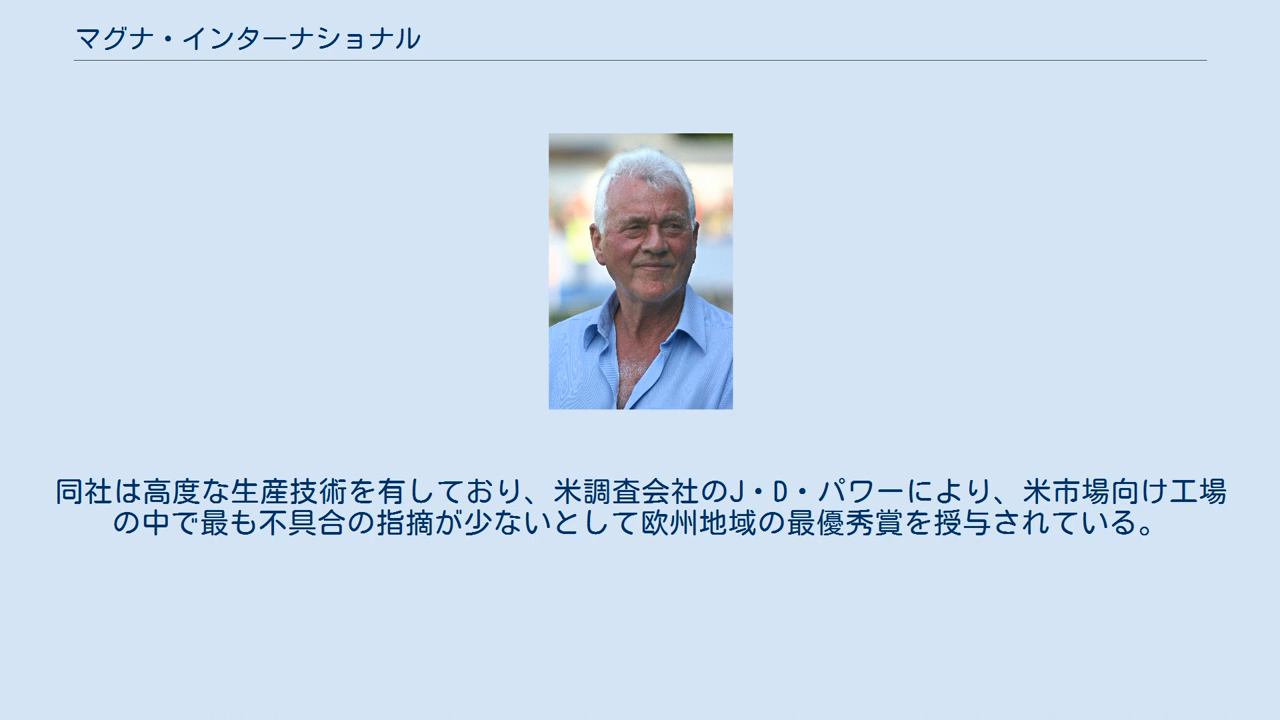 マグナ・インターナショナル
同社は高度な生産技術を有しており、米調査会社のJ・D・パワーにより、米市場向け工場
の中で最も不具合の指摘が少ないとして欧州地域の最優秀賞を授与されている。